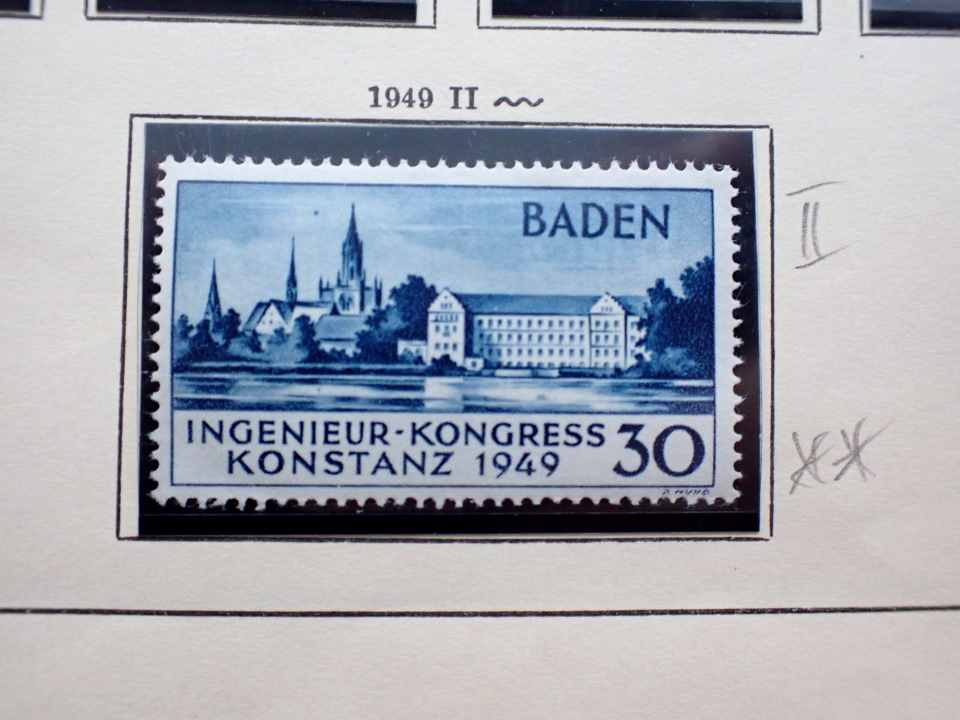 1949 II
II
BADEN
INGENIEUR-KONGRESS
KONSTANZ 1949 30
**